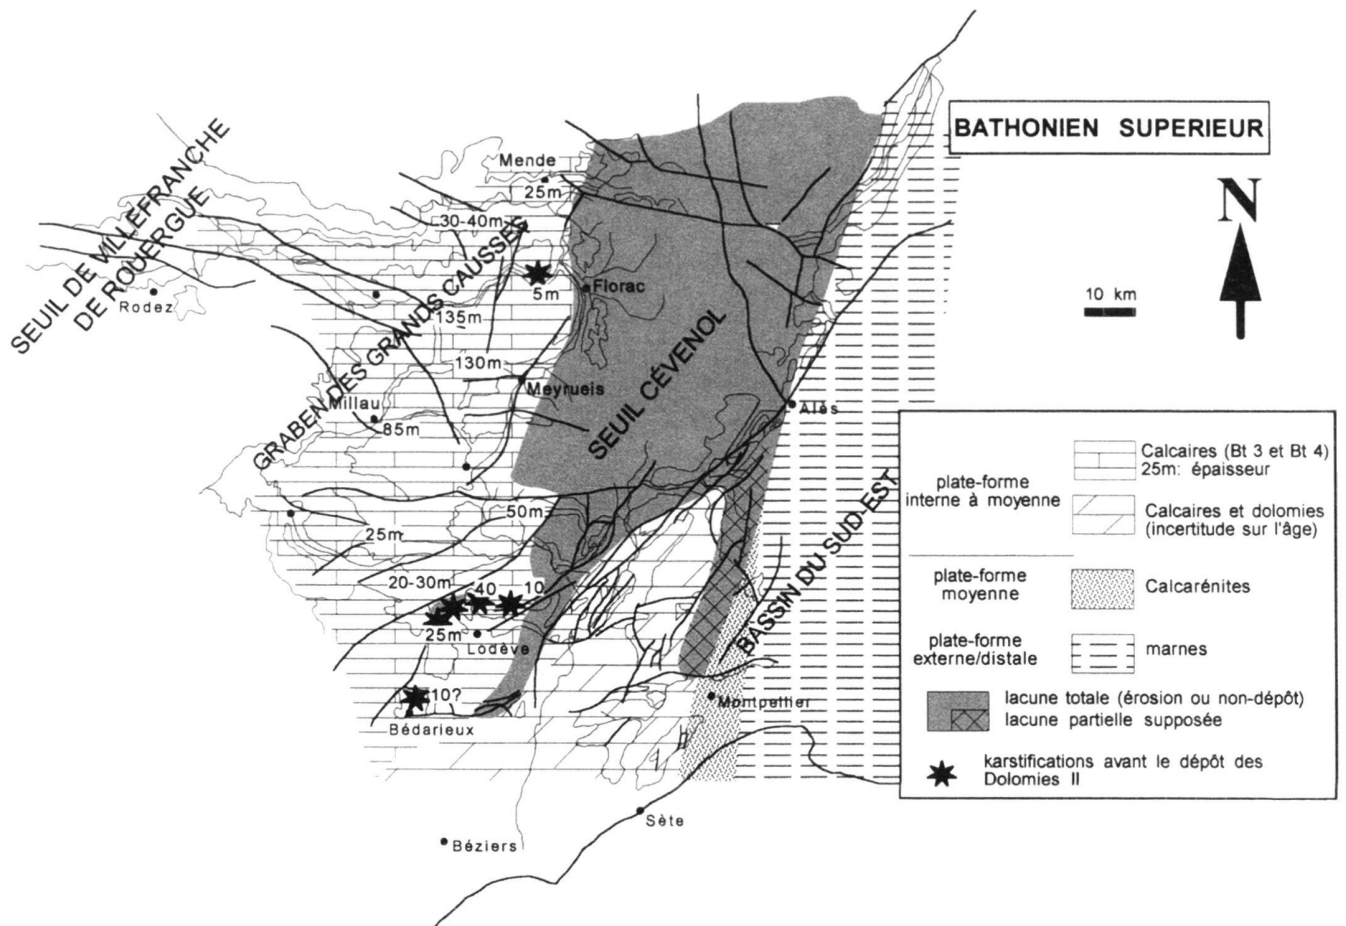 BATHONIEN SUPERIEUR
N
10 km
SEUIL DE VILLEFRANCHE
DE ROUERGUE
GRABEN DES GRANDS CAUSSES
SEUIL CÉVENOL
BASSIN DU SUD-EST
Mende
25m
30-40m
5m
Florac
Rodez
135m
130m
Meyrueis
Millau
85m
Alès
50m
25m
20-30m
40
10
25m
Lodève
10?
Bédarieux
Montpellier
Sète
Béziers
plate-forme
interne à moyenne
Calcaires (Bt 3 et Bt 4)
25m: épaisseur
Calcaires et dolomies
(incertitude sur l'âge)
plate-forme
moyenne
Calcarénites
plate-forme
externe/distale
marnes
lacune totale (érosion ou non-dépôt)
lacune partielle supposée
karstifications avant le dépôt des
Dolomies II